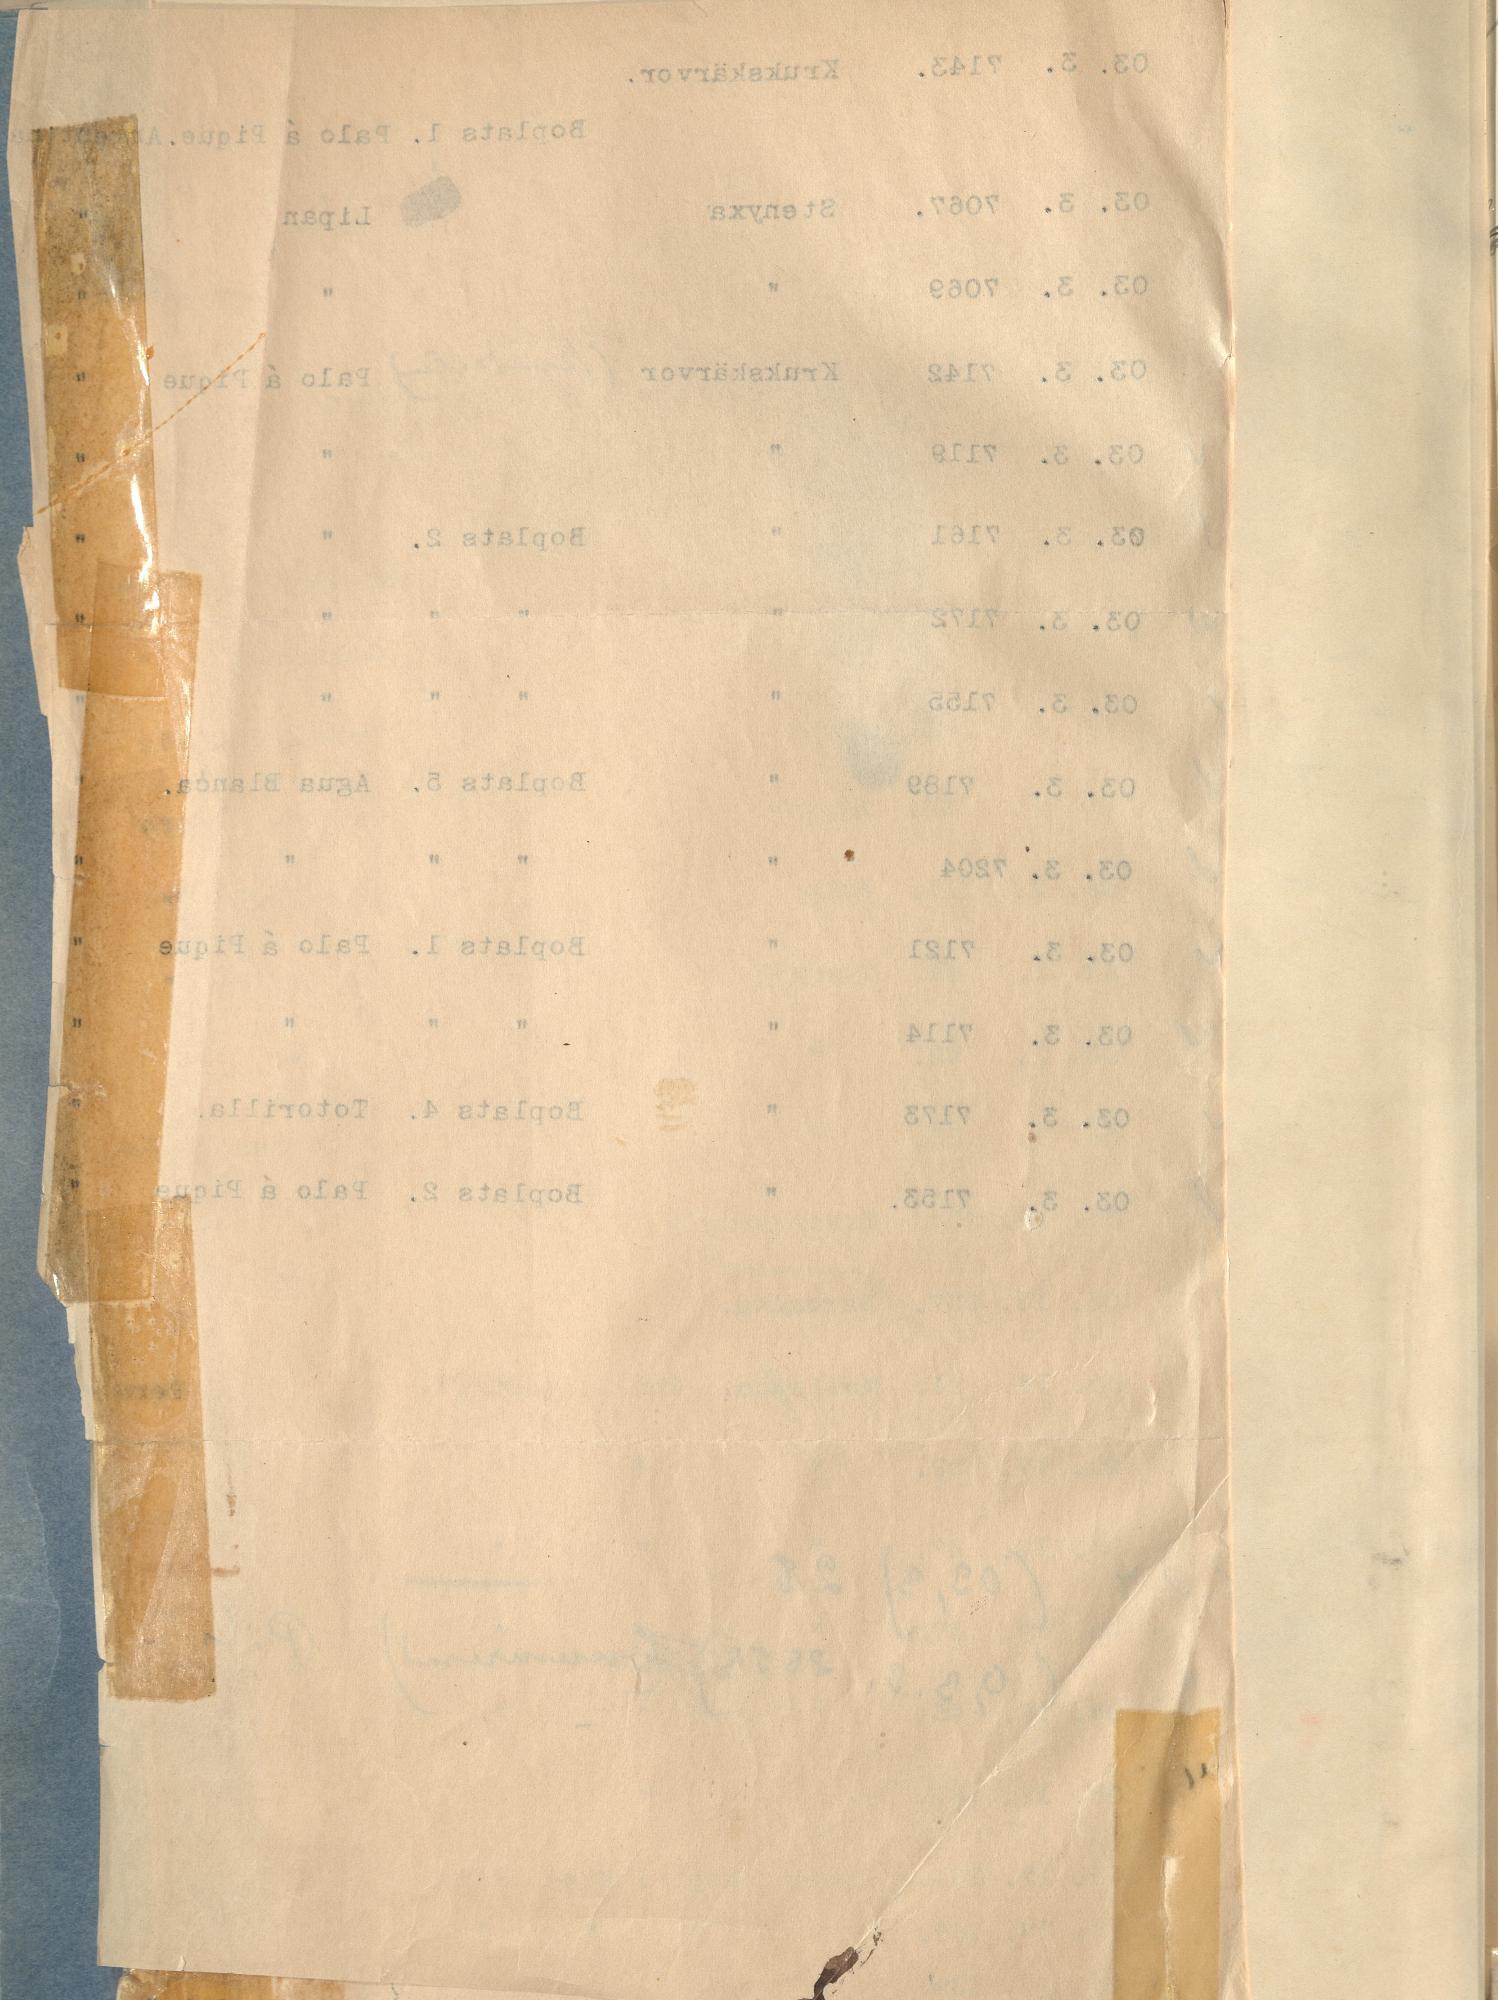 03. 3. 7143. Krukskärvor.
Boplats 1. Palo á Pique.
03. 3. 7067. Stenyxa Lipan "
03. 3. 7069 " " "
03. 3. 7142 Krukskärvor Palo á Pique "
03. 3. 7119 " " "
03. 3. 7161 " Boplats 2. " "
03. 3. 7172 " " " " "
03. 3. 7155 " " " " "
03. 3. 7189 " Boplats 5. Agua Blanca. "
03. 3. 7204 " " " " "
03. 3. 7121 " Boplats 1. Palo á Pique "
03. 3. 7114 " " " " "
03. 3. 7173 " Boplats 4. Totorilla. "
03. 3. 7153. " Boplats 2. Palo á Pique "
(03,3) 28